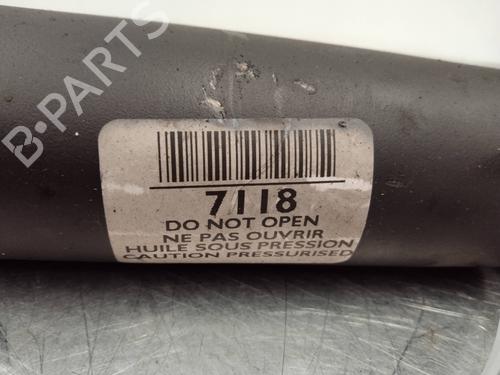 B-PARTS
7118
DO NOT OPEN
NE PAS OUVRIR
HUILE SOUS PRESSION
CAUTION PRESSURISED